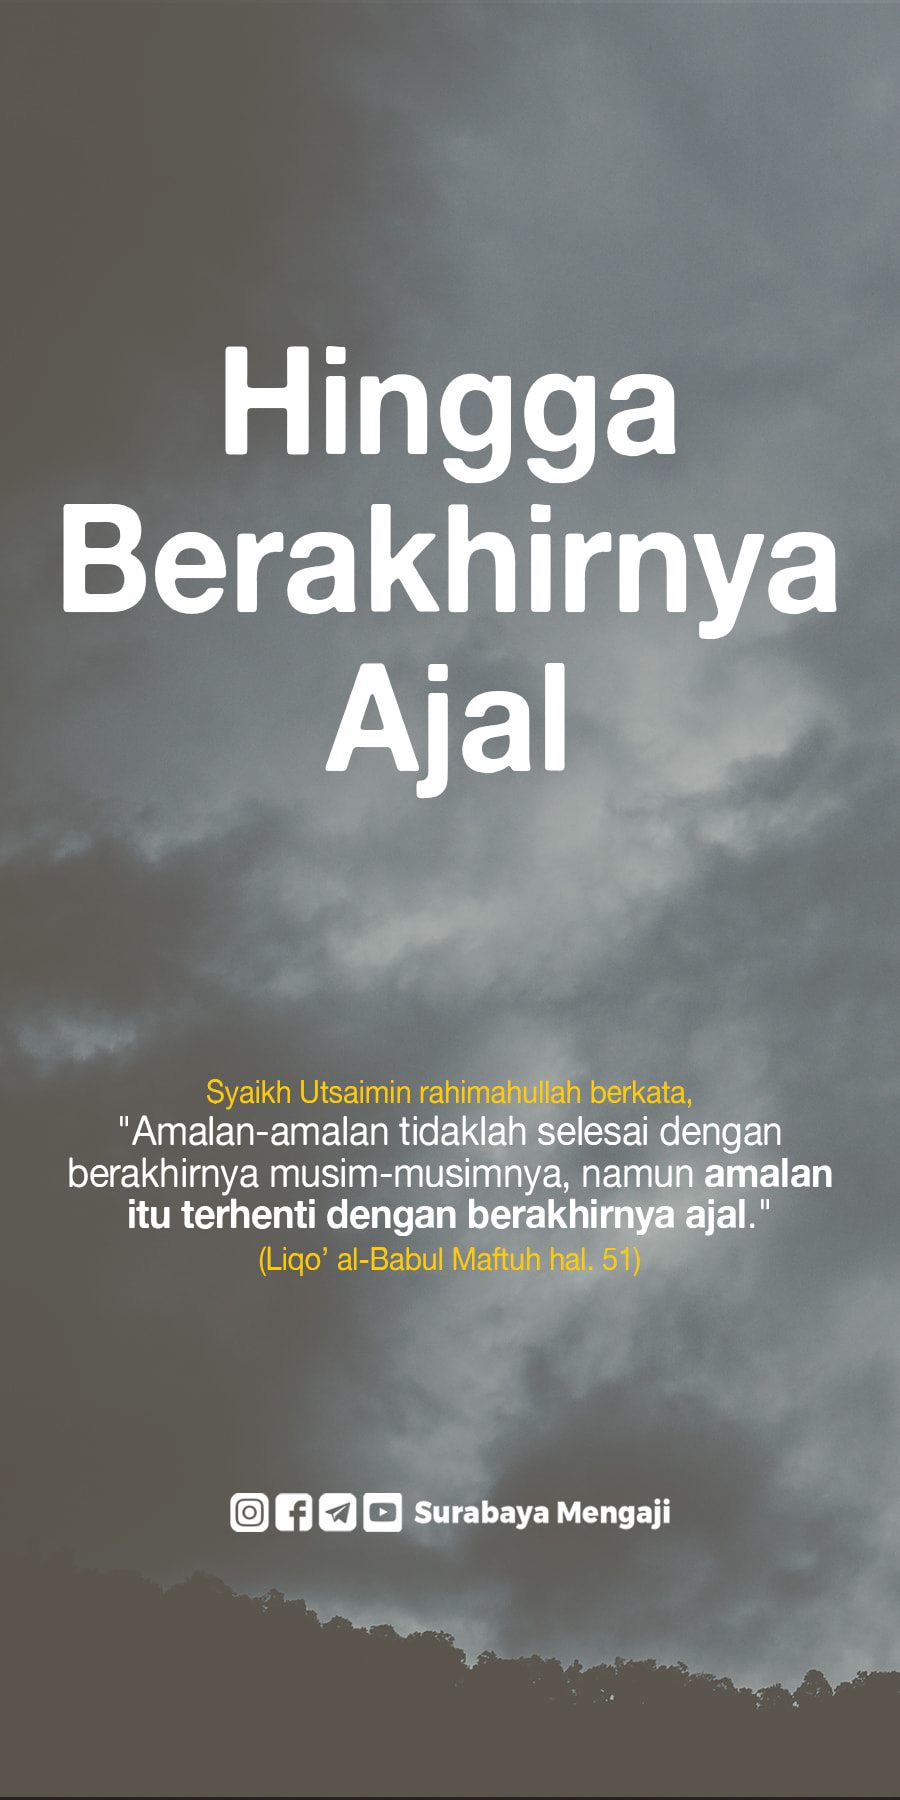 Hingga
Berakhirnya
Ajal
Syaikh Utsaimin rahimahullah berkata,
"Amalan-amalan tidaklah selesai dengan
berakhirnya musim-musimnya, namun amalan
itu terhenti dengan berakhirnya ajal."
(Liqo’ al-Babul Maftuh hal. 51)
Surabaya Mengaji